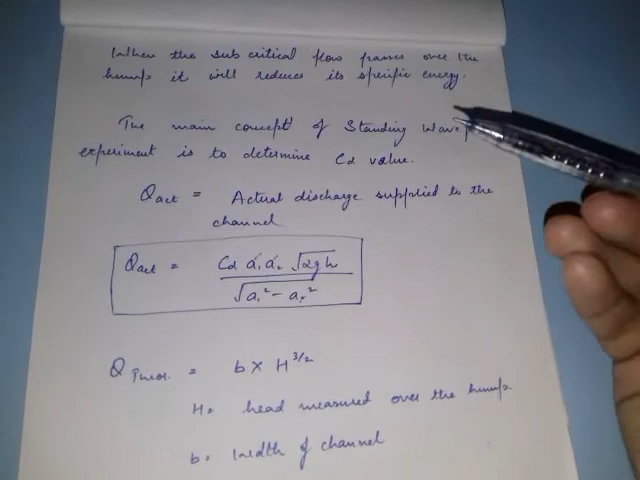 When the sub critical flow passes over the
hump it will reduces its specific energy.
The main concept of Standing Wave
experiment is to determine Cd value.
Qact = Actual discharge supplied to the
channel
Qact = Cd a₁ a₂ √2gh / √a₁² - a₂²
Q Theo. = b x H^3/2
H = head measured over the hump.
b = Width of channel